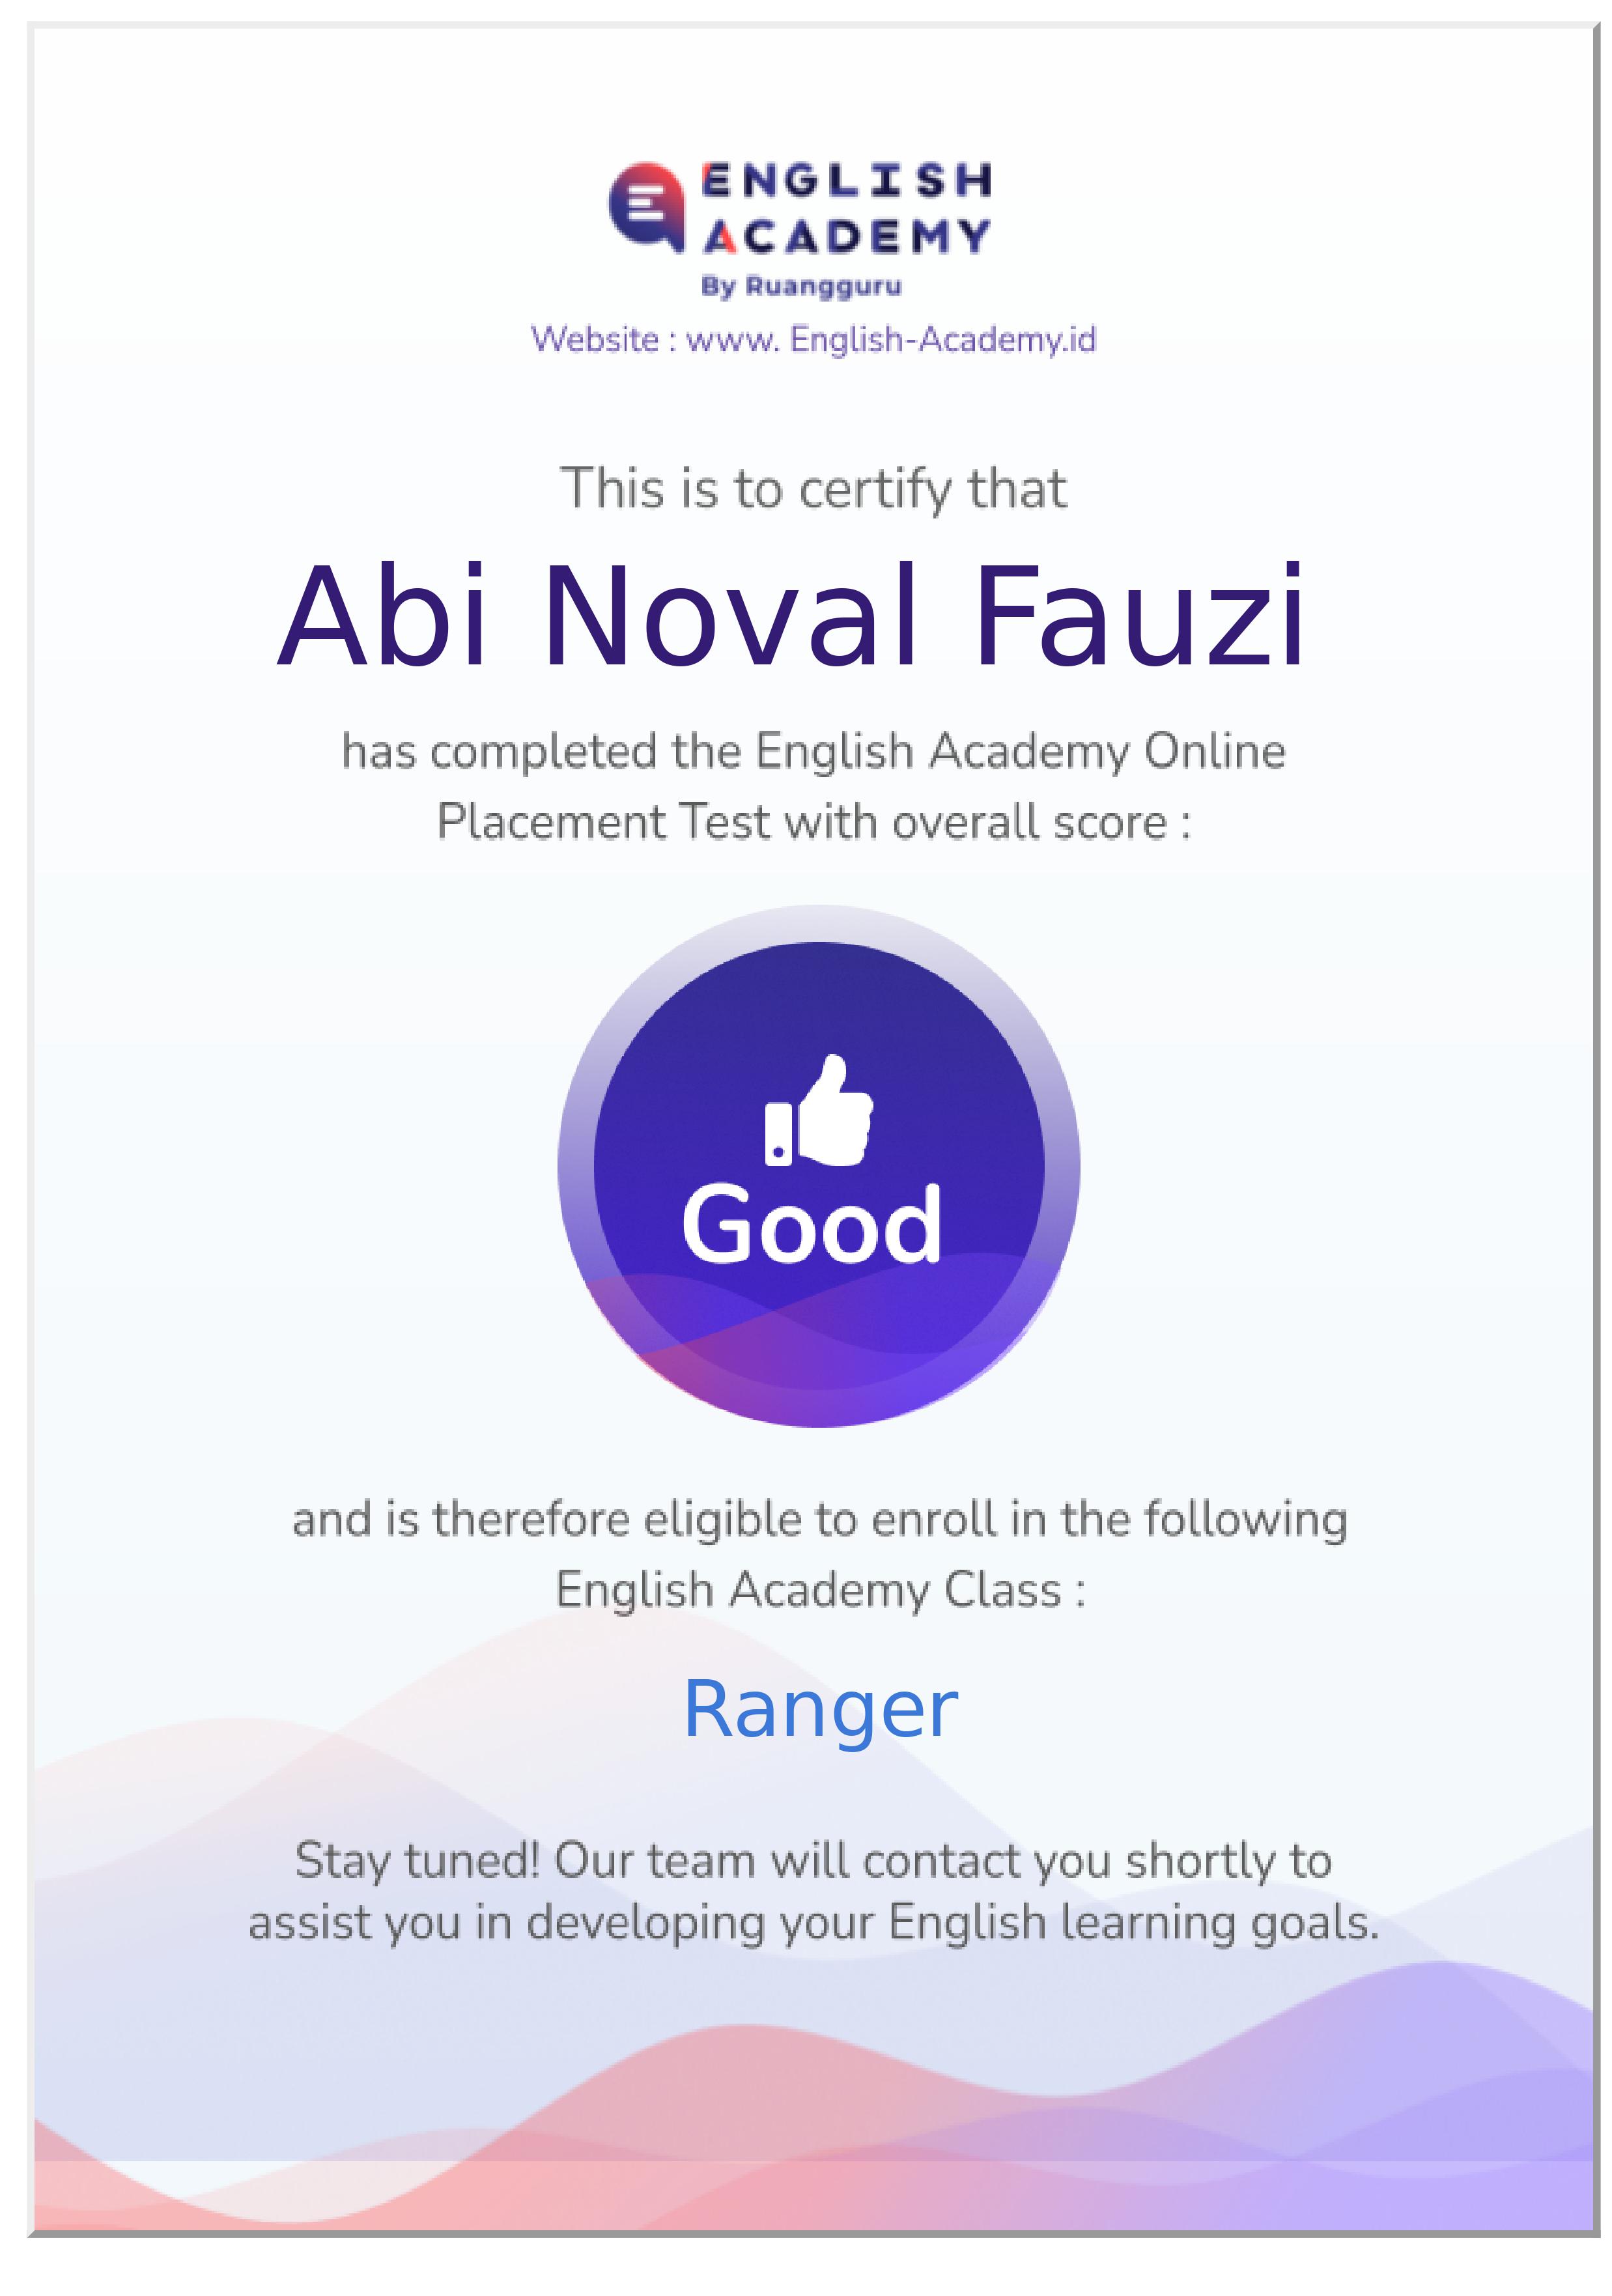 ENGLISH
ACADEMY
By Ruangguru
Website : www. English-Academy.id
This is to certify that
Abi Noval Fauzi
has completed the English Academy Online
Placement Test with overall score :
Good
and is therefore eligible to enroll in the following
English Academy Class :
Ranger
Stay tuned! Our team will contact you shortly to
assist you in developing your English learning goals.